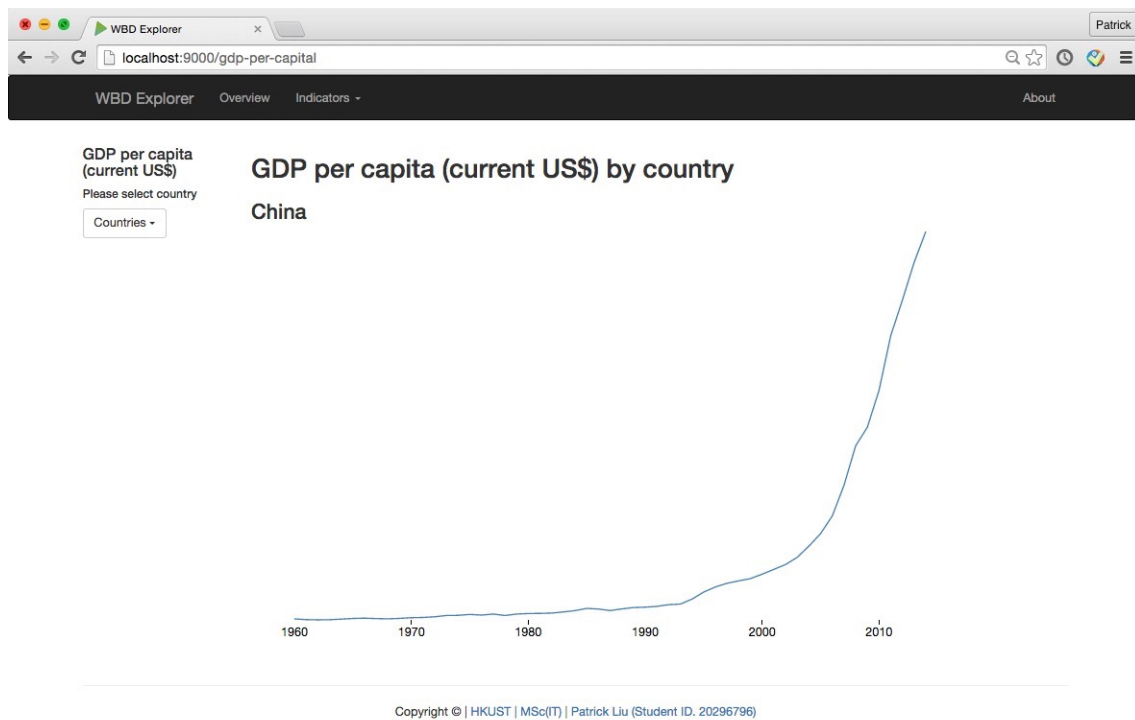 WBD Explorer
Patrick
localhost:9000/gdp-per-capital
WBD Explorer Overview Indicators About
GDP per capita
(current US$)
Please select country
Countries
GDP per capita (current US$) by country
China
1960 1970 1980 1990 2000 2010
Copyright © | HKUST | MSc(IT) | Patrick Liu (Student ID. 20296796)